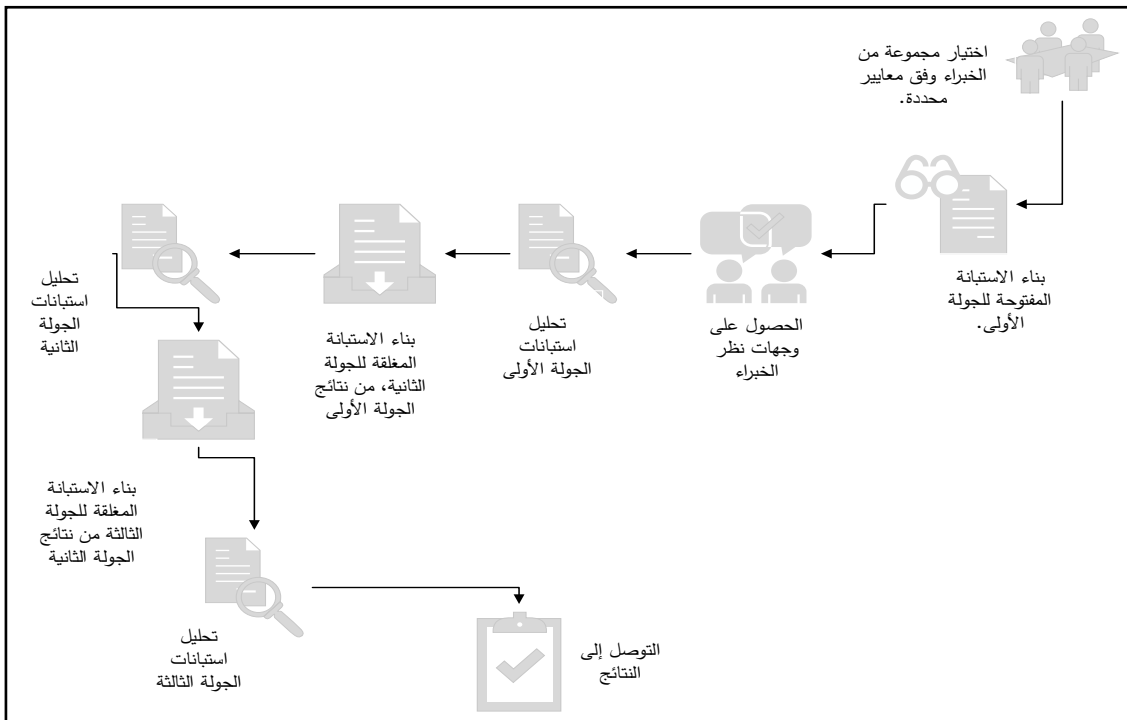 اختيار مجموعة من
الخبراء وفق معايير
محددة.
بناء الاستبانة
المفتوحة للجولة
الأولى.
الحصول على
وجهات نظر
الخبراء
تحليل
استبانات
الجولة الأولى
بناء الاستبانة
المغلقة للجولة
الثانية، من نتائج
الجولة الأولى
تحليل
استبانات
الجولة
الثانية
بناء الاستبانة
المغلقة للجولة
الثالثة من نتائج
الجولة الثانية
تحليل
استبانات
الجولة الثالثة
التوصل إلى
النتائج